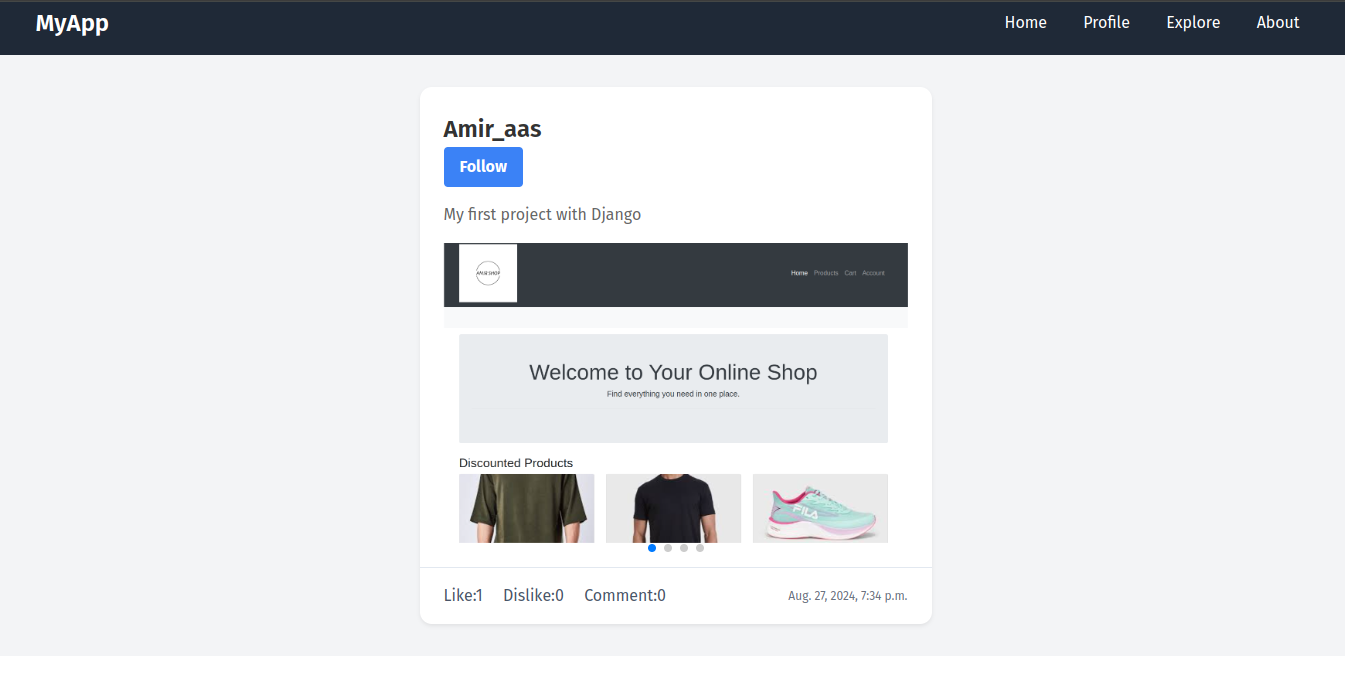 MyApp
Home Profile Explore About
Amir_aas
Follow
My first project with Django
Home Products Cart Account
Welcome to Your Online Shop
Find everything you need in one place.
Discounted Products
FILA
Like:1 Dislike:0 Comment:0 Aug. 27, 2024, 7:34 p.m.